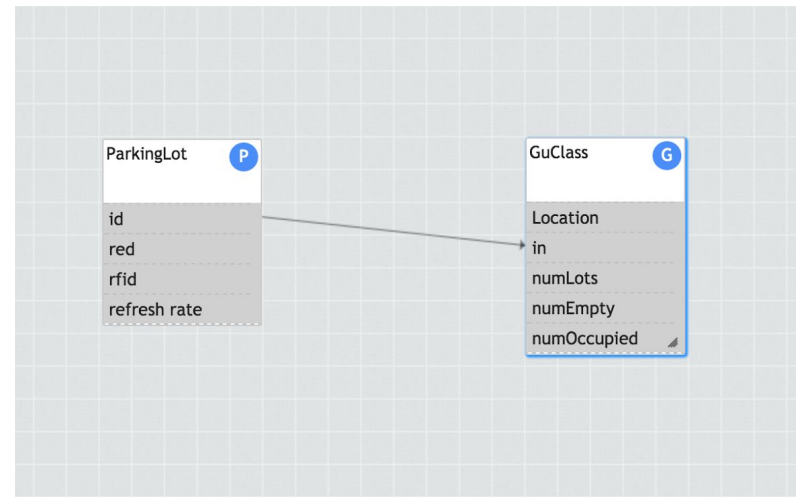 ParkingLot
P
id
red
rfid
refresh rate
GuClass
G
Location
in
numLots
numEmpty
numOccupied